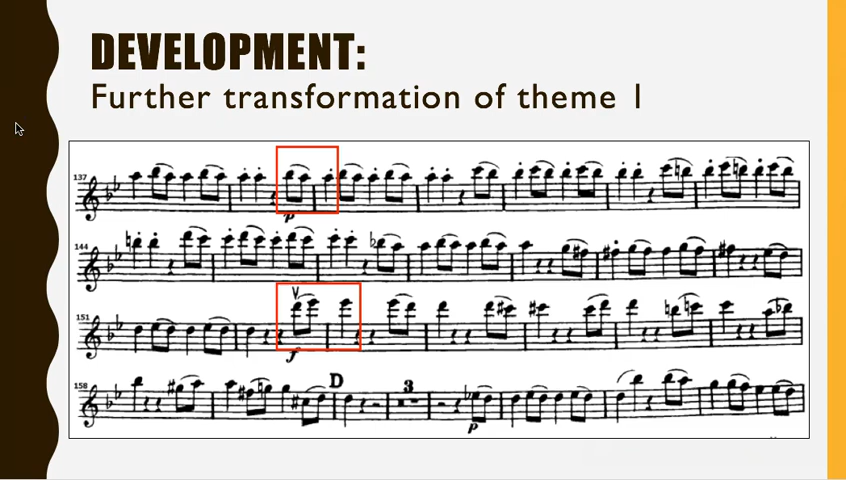 DEVELOPMENT:
Further transformation of theme 1
137
p
144
151
f
158
D
3
p